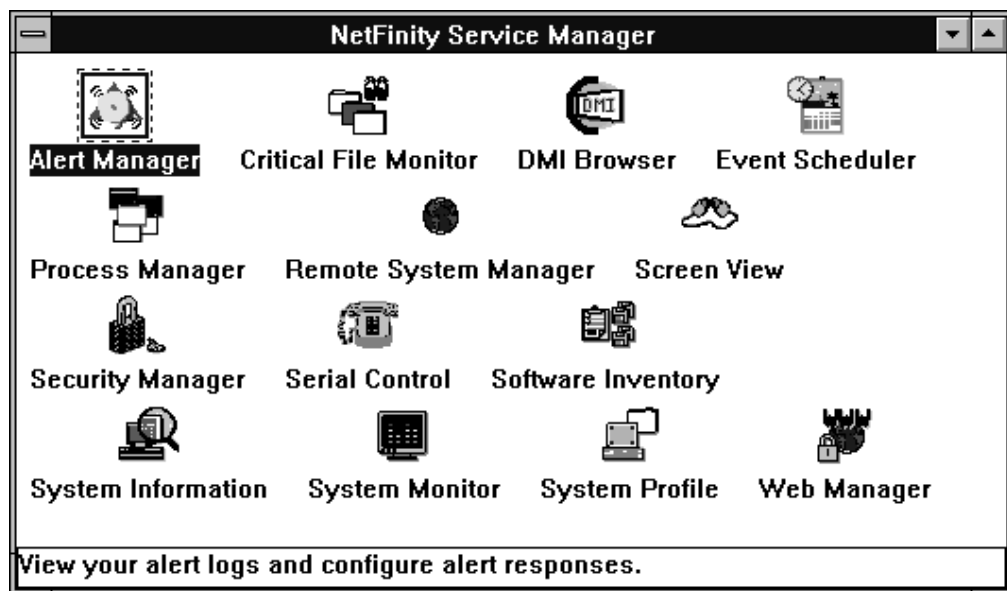 NetFinity Service Manager
DMI
Alert Manager Critical File Monitor DMI Browser Event Scheduler
Process Manager Remote System Manager Screen View
Security Manager Serial Control Software Inventory
WWW
System Information System Monitor System Profile Web Manager
View your alert logs and configure alert responses.